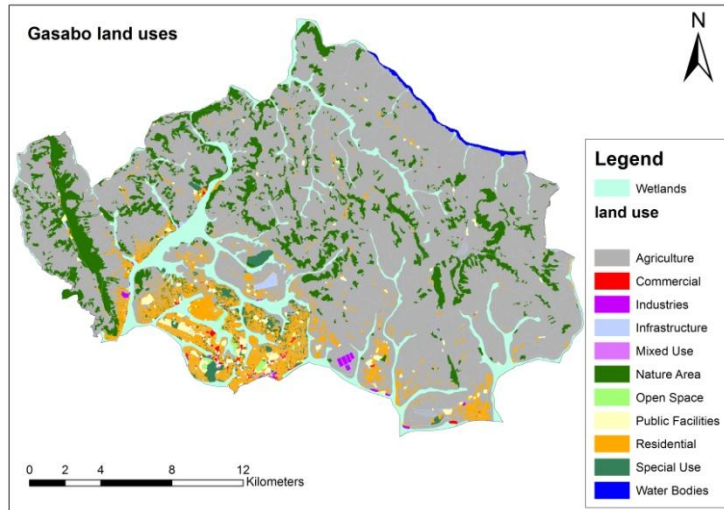 Gasabo land uses
N
Legend
Wetlands
land use
Agriculture
Commercial
Industries
Infrastructure
Mixed Use
Nature Area
Open Space
Public Facilities
Residential
Special Use
Water Bodies
0 2 4 8 12
Kilometers